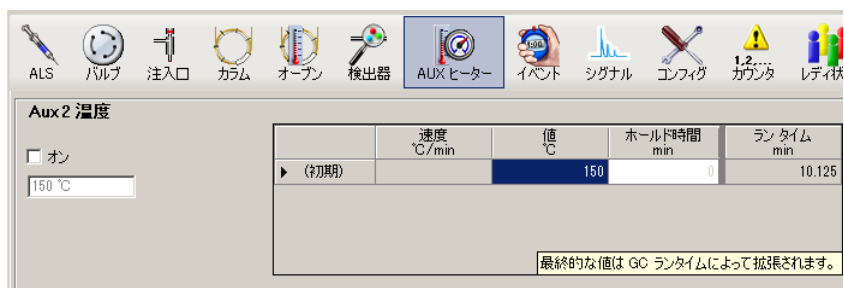 ALS バルブ 注入口 カラム オーブン 検出器 AUX ヒーター イベント シグナル コンフィグ 1,2,... カウンタ レディ状
Aux 2 温度
オン
150 °C
速度 °C/min 値 °C ホールド時間 min ラン タイム min
(初期) 150 0 10.125
最終的な値は GC ランタイムによって拡張されます。